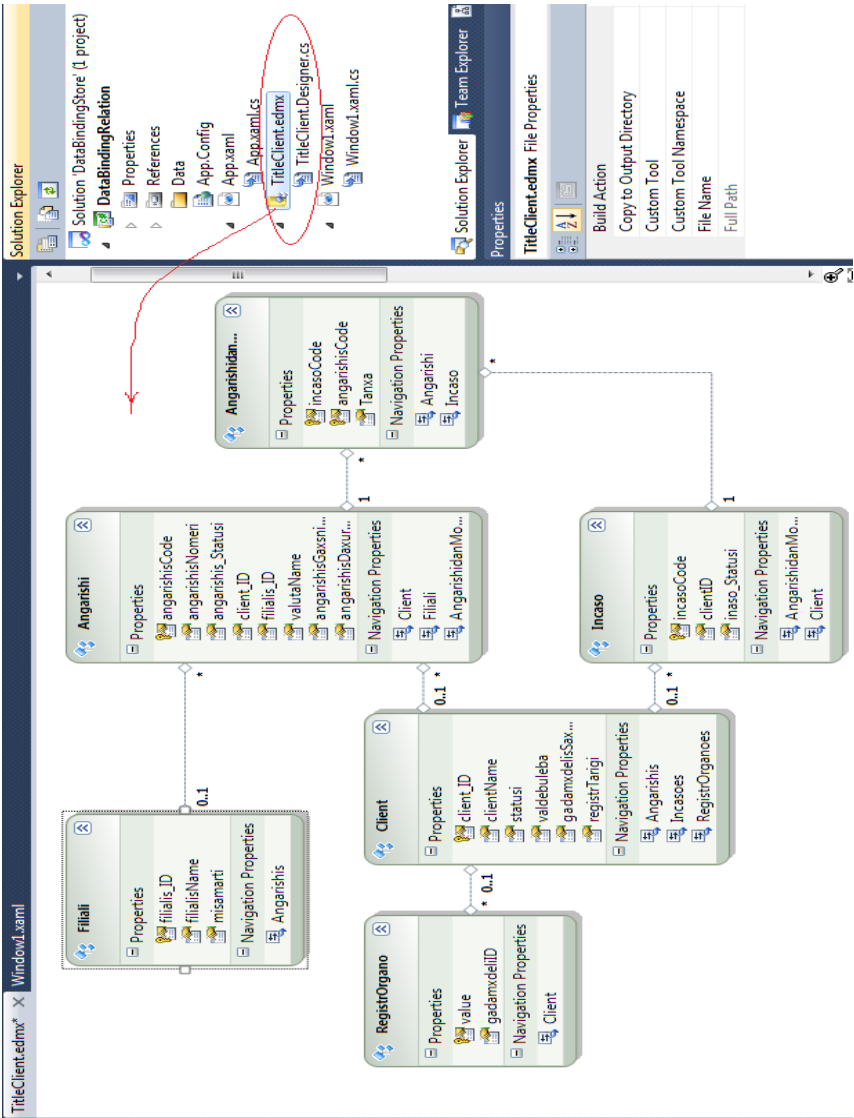 TitleClient.edmx* X Window1.xaml
Filiali
Properties
filialis_ID
filialisName
misamarti
Navigation Properties
Angarishis
0..1
*
Angarishi
Properties
angarishisCode
angarishisNomeri
angarishis_Statusi
client_ID
filialis_ID
valutaName
angarishisGaxsni...
angarishisDaxur...
Navigation Properties
Client
Filiali
AngarishidanMo...
1
*
Angarishidan...
Properties
incasoCode
angarishisCode
Tanxa
Navigation Properties
Angarishi
Incaso
*
1
RegistrOrgano
Properties
value
gadamxdeliID
Navigation Properties
Client
* 0..1
Client
Properties
client_ID
clientName
statusi
valdebuleba
gadamxdelisSax...
registrTarigi
Navigation Properties
Angarishis
Incasoes
RegistrOrganoes
0..1 *
0..1 *
Incaso
Properties
incasoCode
clientID
inaso_Statusi
Navigation Properties
AngarishidanMo...
Client
Solution Explorer
Solution 'DataBindingStore' (1 project)
DataBindingRelation
Properties
References
Data
App.Config
App.xaml
App.xaml.cs
TitleClient.edmx
TitleClient.Designer.cs
Window1.xaml
Window1.xaml.cs
Solution Explorer Team Explorer
Properties
TitleClient.edmx File Properties
Build Action
Copy to Output Directory
Custom Tool
Custom Tool Namespace
File Name
Full Path